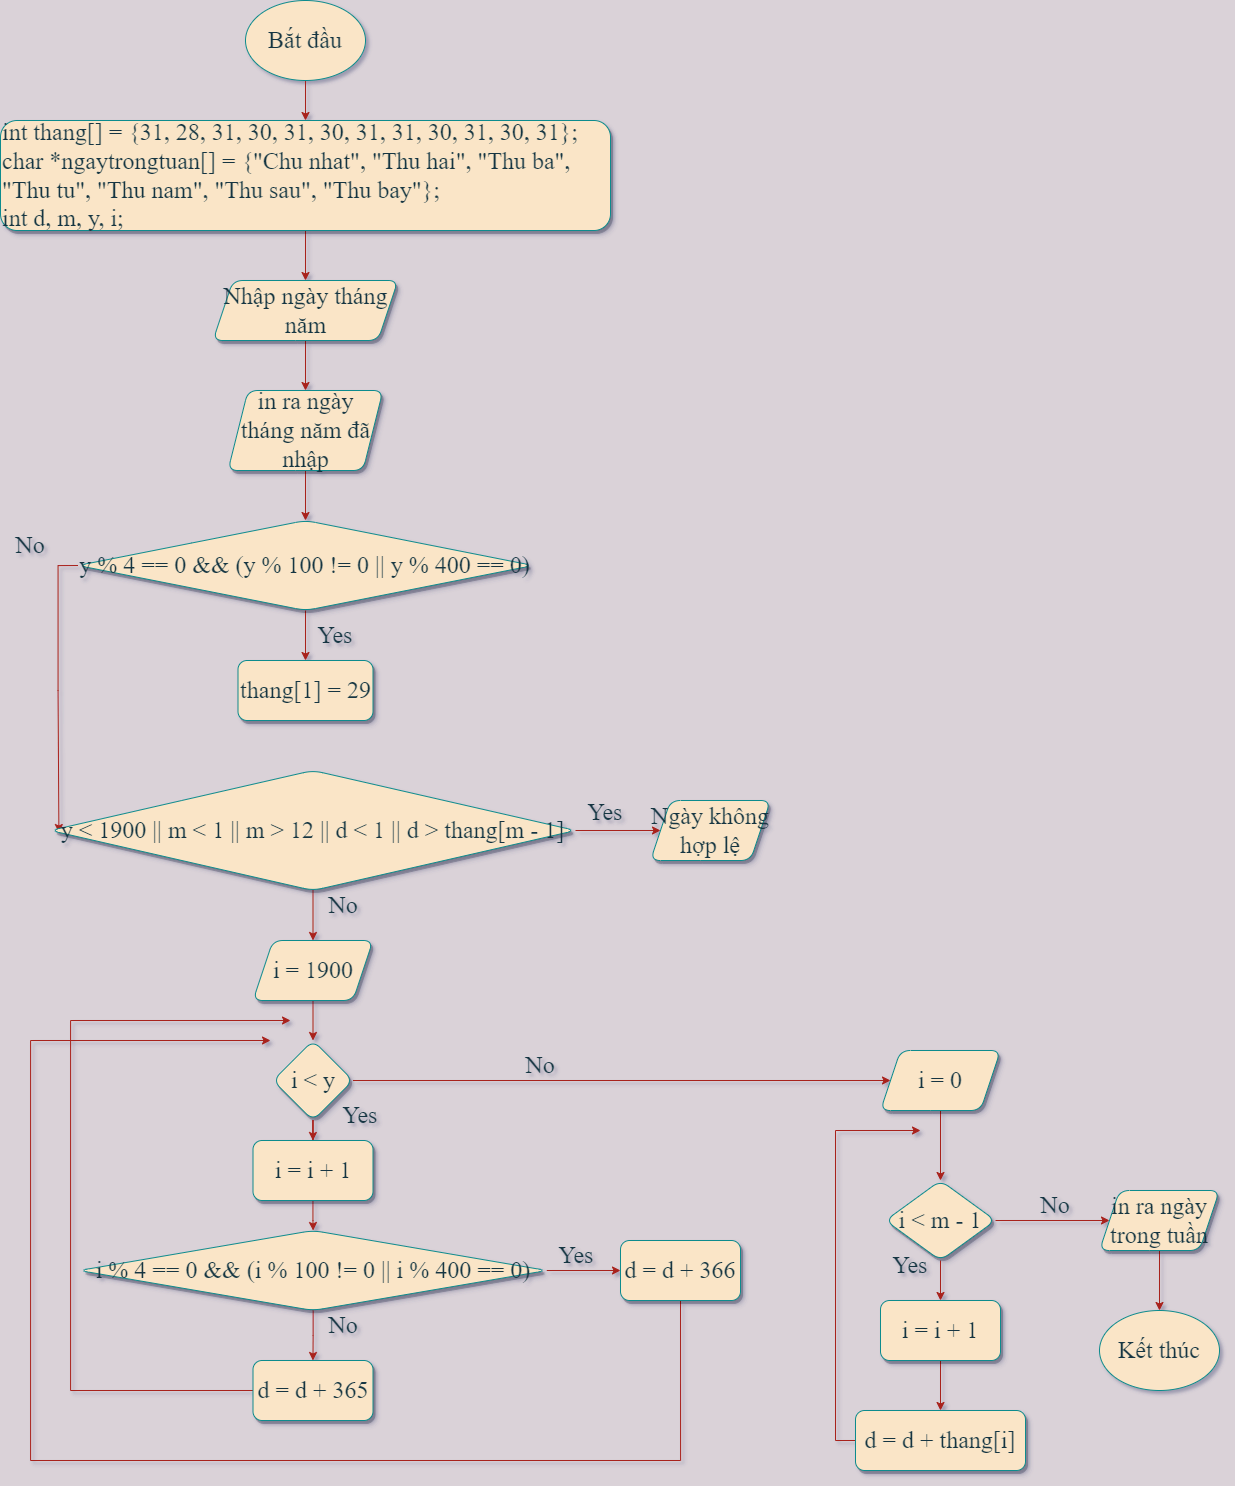 Bắt đầu
int thang[] = {31, 28, 31, 30, 31, 30, 31, 31, 30, 31, 30, 31};
char *ngaytrongtuan[] = {"Chu nhat", "Thu hai", "Thu ba",
"Thu tu", "Thu nam", "Thu sau", "Thu bay"};
int d, m, y, i;
Nhập ngày tháng
năm
in ra ngày
tháng năm đã
nhập
No
y % 4 == 0 && (y % 100 != 0 || y % 400 == 0)
Yes
thang[1] = 29
y < 1900 || m < 1 || m > 12 || d < 1 || d > thang[m - 1]
Yes
Ngày không
hợp lệ
No
i = 1900
i < y
No
i = 0
Yes
i = i + 1
i < m - 1
No
in ra ngày
trong tuần
Yes
i % 4 == 0 && (i % 100 != 0 || i % 400 == 0)
Yes
d = d + 366
No
i = i + 1
Kết thúc
d = d + 365
d = d + thang[i]